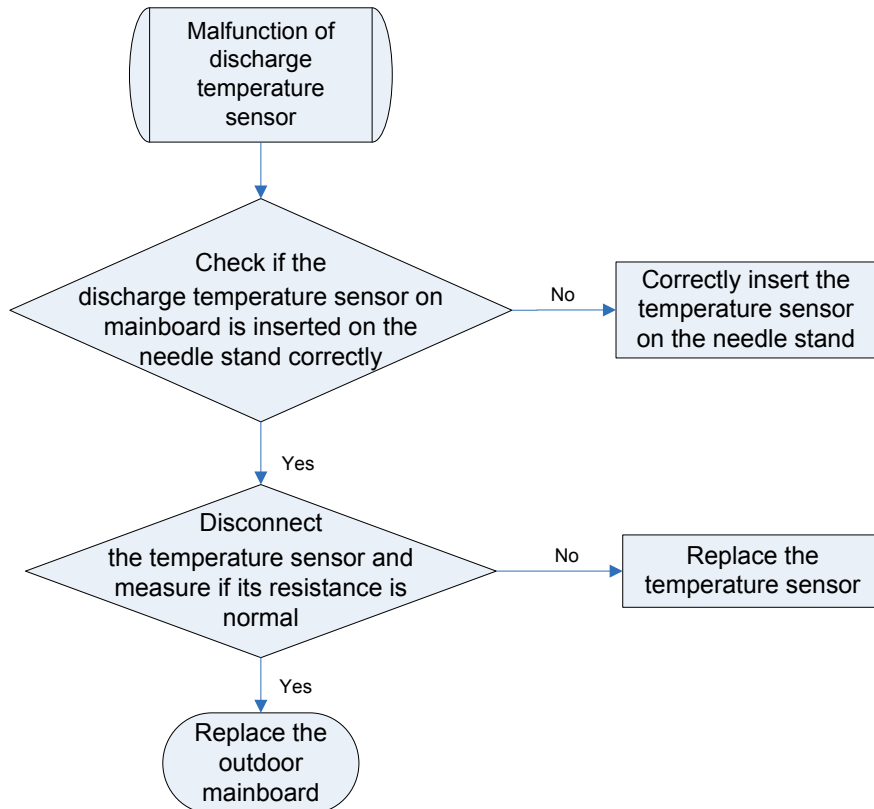 Malfunction of
discharge
temperature
sensor
Check if the
discharge temperature sensor on
mainboard is inserted on the
needle stand correctly
No
Correctly insert the
temperature sensor
on the needle stand
Yes
Disconnect
the temperature sensor and
measure if its resistance is
normal
No
Replace the
temperature sensor
Yes
Replace the
outdoor
mainboard